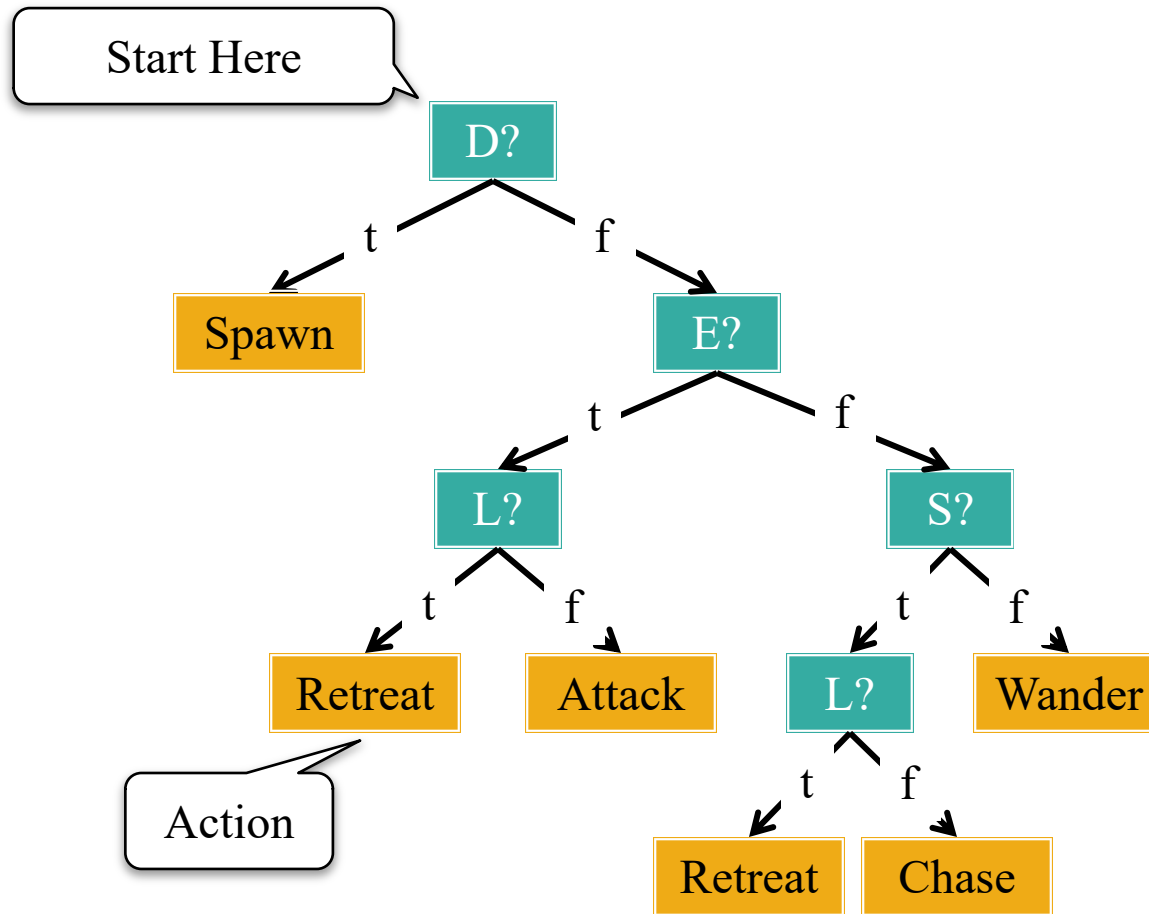 Start Here
D?
t
f
Spawn
E?
t
f
L?
S?
t
f
t
f
Retreat
Attack
L?
Wander
t
f
Action
Retreat
Chase